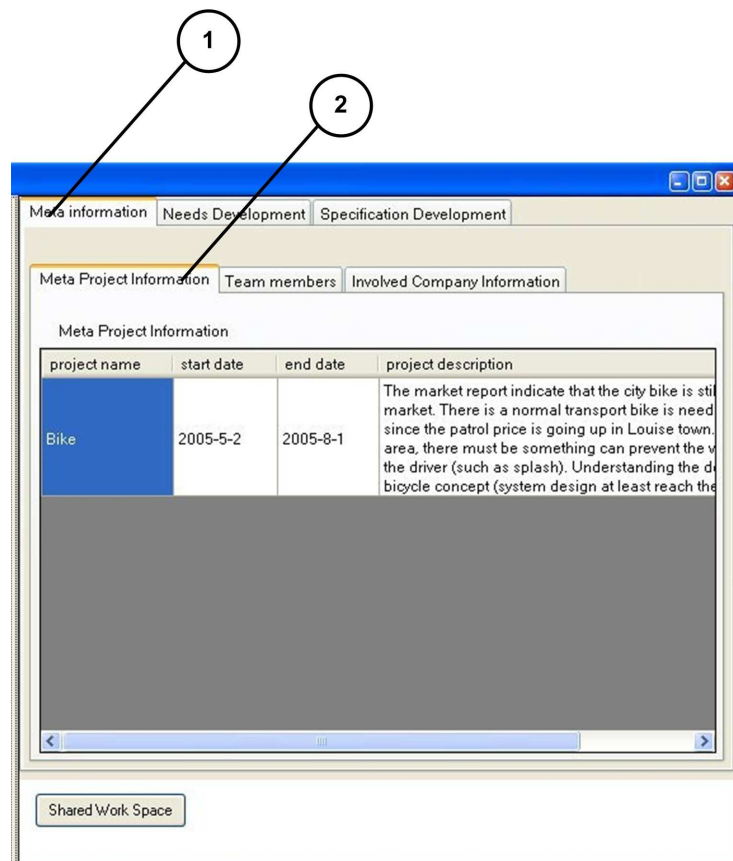 1
2
Meta information Needs Development Specification Development
Meta Project Information Team members Involved Company Information
Meta Project Information
project name start date end date project description
The market report indicate that the city bike is stil
market. There is a normal transport bike is need
since the patrol price is going up in Louise town.
Bike 2005-5-2 2005-8-1
area, there must be something can prevent the v
the driver (such as splash). Understanding the d
bicycle concept (system design at least reach the
Shared Work Space